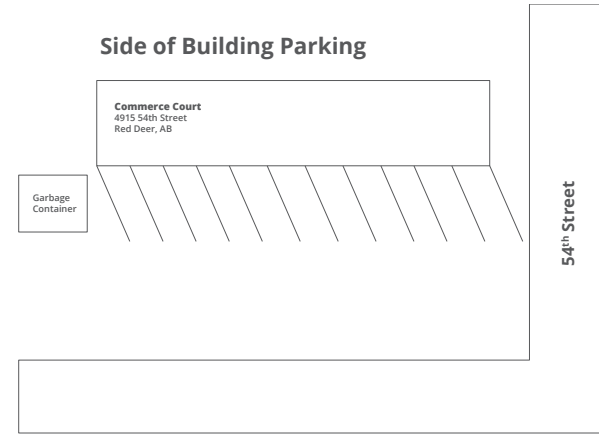 Side of Building Parking
Commerce Court
4915 54th Street
Red Deer, AB
Garbage
Container
54th Street